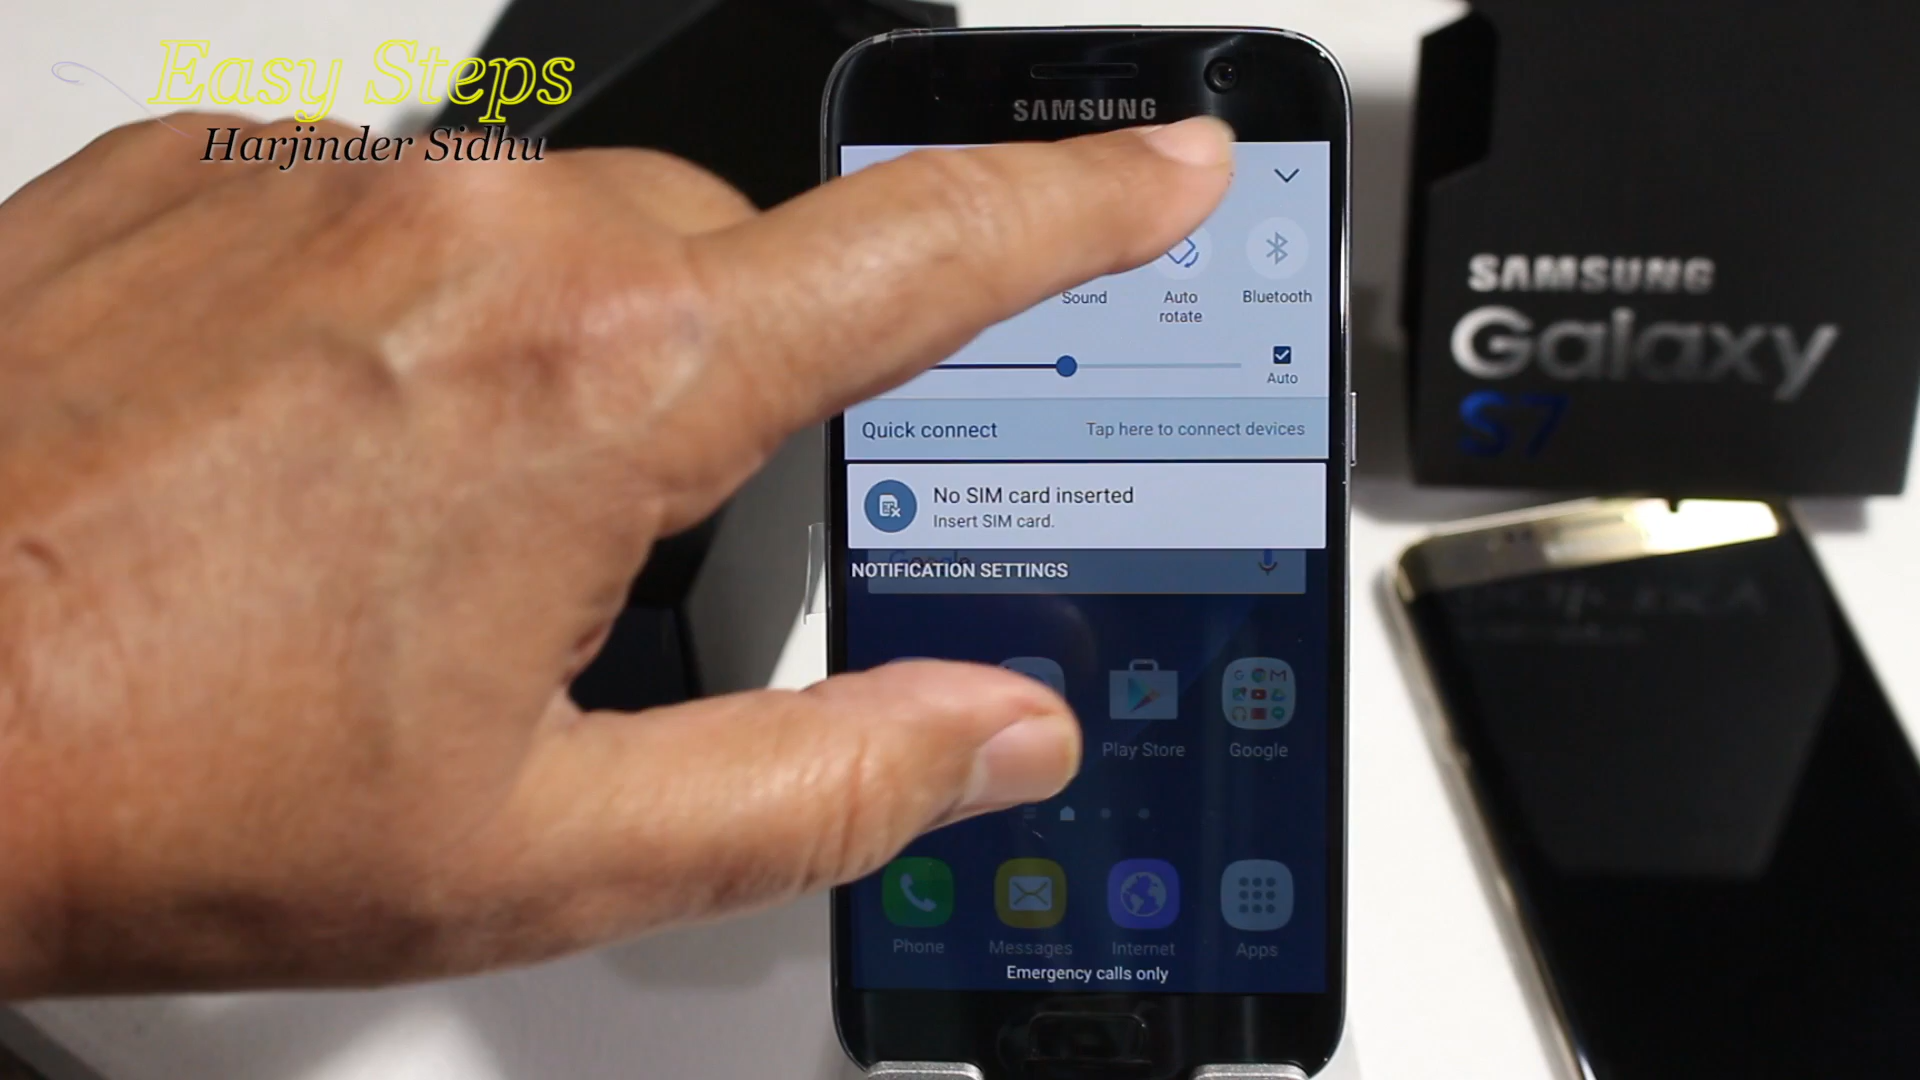 Easy Steps
Harjinder Sidhu
SAMSUNG
Sound
Auto
rotate
Bluetooth
Auto
Quick connect
Tap here to connect devices
No SIM card inserted
Insert SIM card.
Google
NOTIFICATION SETTINGS
Play Store
Google
Phone
Messages
Internet
Apps
Emergency calls only
SAMSUNG
Galaxy
S7